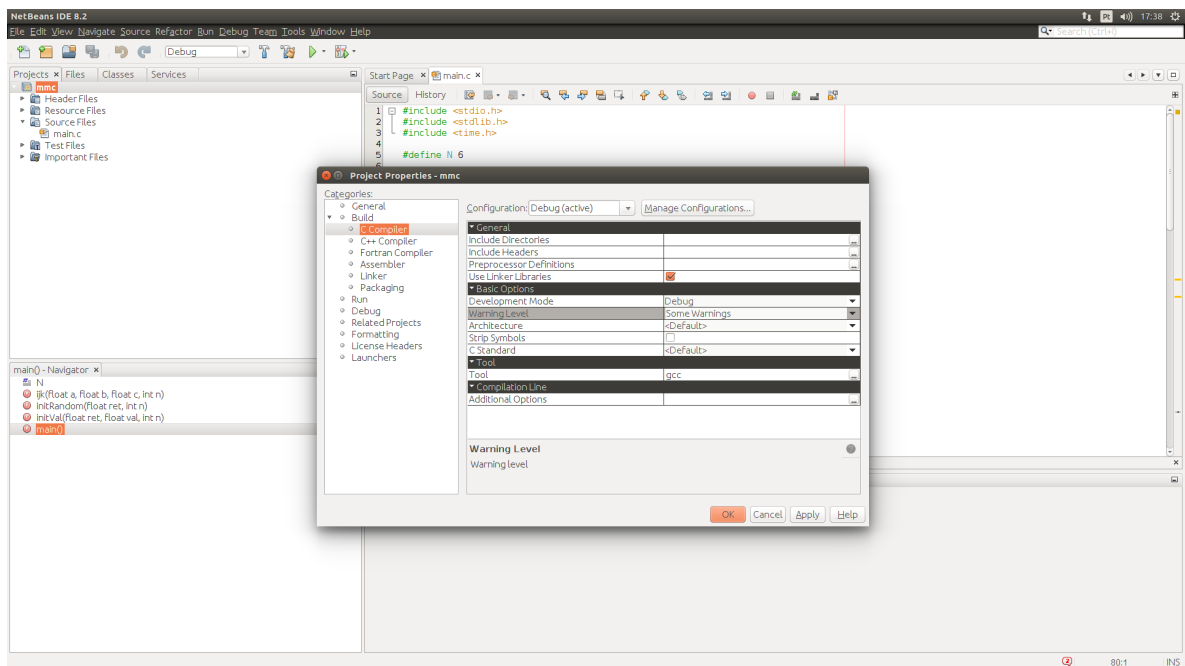 NetBeans IDE 8.2
Pt 17:38
File Edit View Navigate Source Refactor Run Debug Team Tools Window Help
Search (Ctrl+I)
Debug
Projects Files Classes Services
Start Page main.c
mmc
Header Files
Resource Files
Source Files
main.c
Test Files
Important Files
Source History
1 #include <stdio.h>
2 #include <stdlib.h>
3 #include <time.h>
4
5 #define N 6
6
Project Properties - mmc
Categories:
General
Build
C Compiler
C++ Compiler
Fortran Compiler
Assembler
Linker
Packaging
Run
Debug
Related Projects
Formatting
License Headers
Launchers
Configuration: Debug (active) Manage Configurations...
General
Include Directories ...
Include Headers ...
Preprocessor Definitions ...
Use Linker Libraries
Basic Options
Development Mode Debug
Warning Level Some Warnings
Architecture <Default>
Strip Symbols
C Standard <Default>
Tool
Tool gcc ...
Compilation Line
Additional Options ...
Warning Level
Warning level
OK Cancel Apply Help
main() - Navigator
N
ijk(float a, float b, float c, int n)
initRandom(float ret, int n)
initVal(float ret, float val, int n)
main()
2 80:1 INS